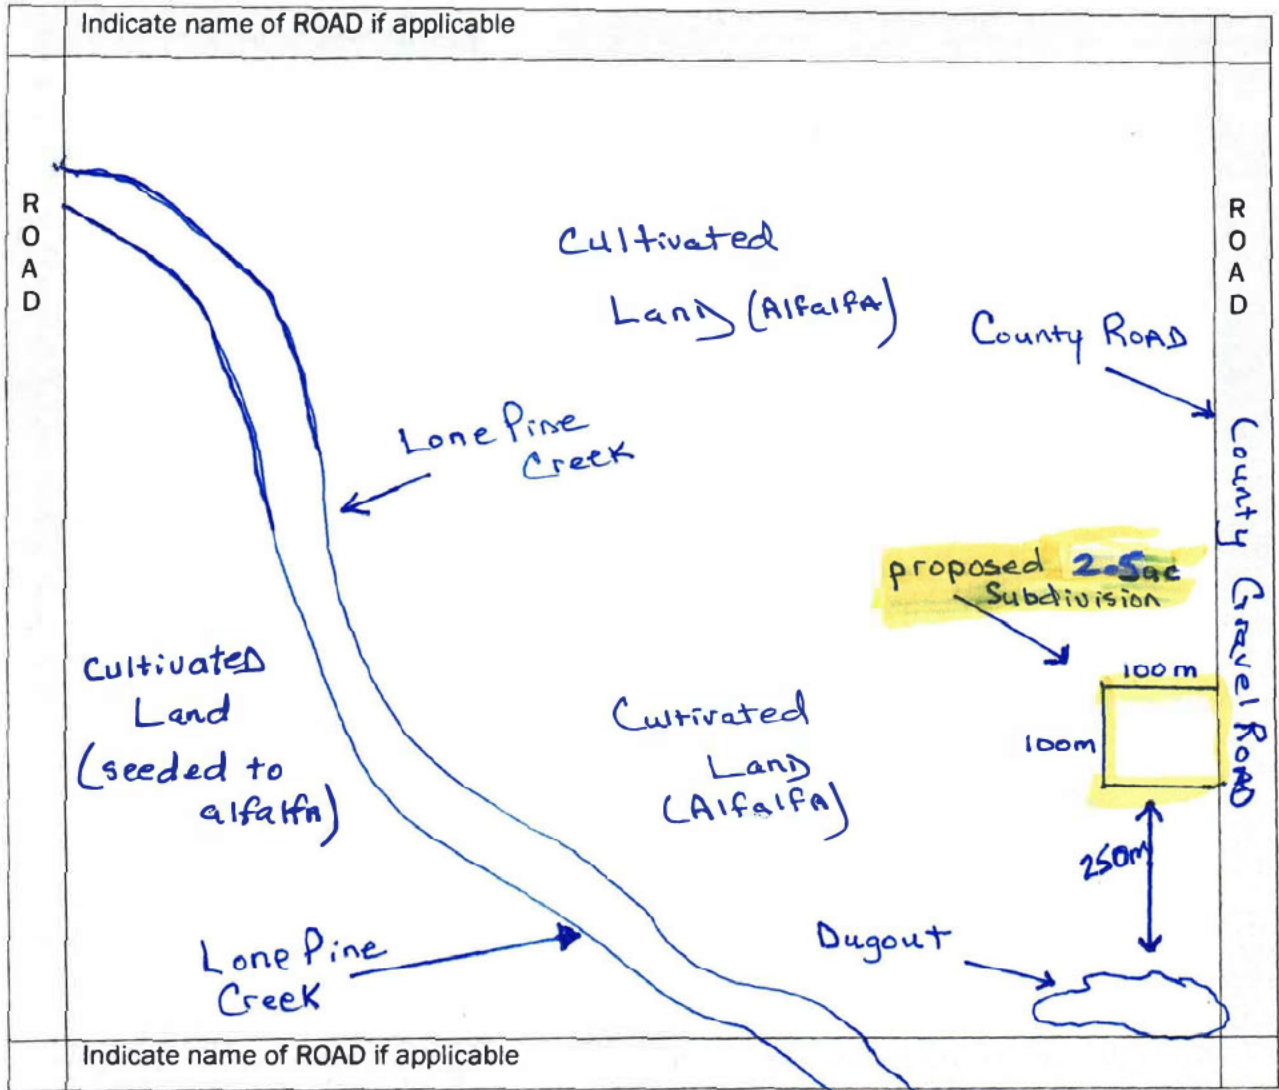 Indicate name of ROAD if applicable
ROAD
ROAD
Cultivated
Land (AlfalfA)
County ROAD
Lone Pine
Creek
County Gravel ROAD
proposed 2.5ac
Subdivision
100m
100m
Cultivated
Land
(seeded to
alfalfa)
Cultivated
Land
(AlfalfA)
250m
Dugout
Lone Pine
Creek
Indicate name of ROAD if applicable